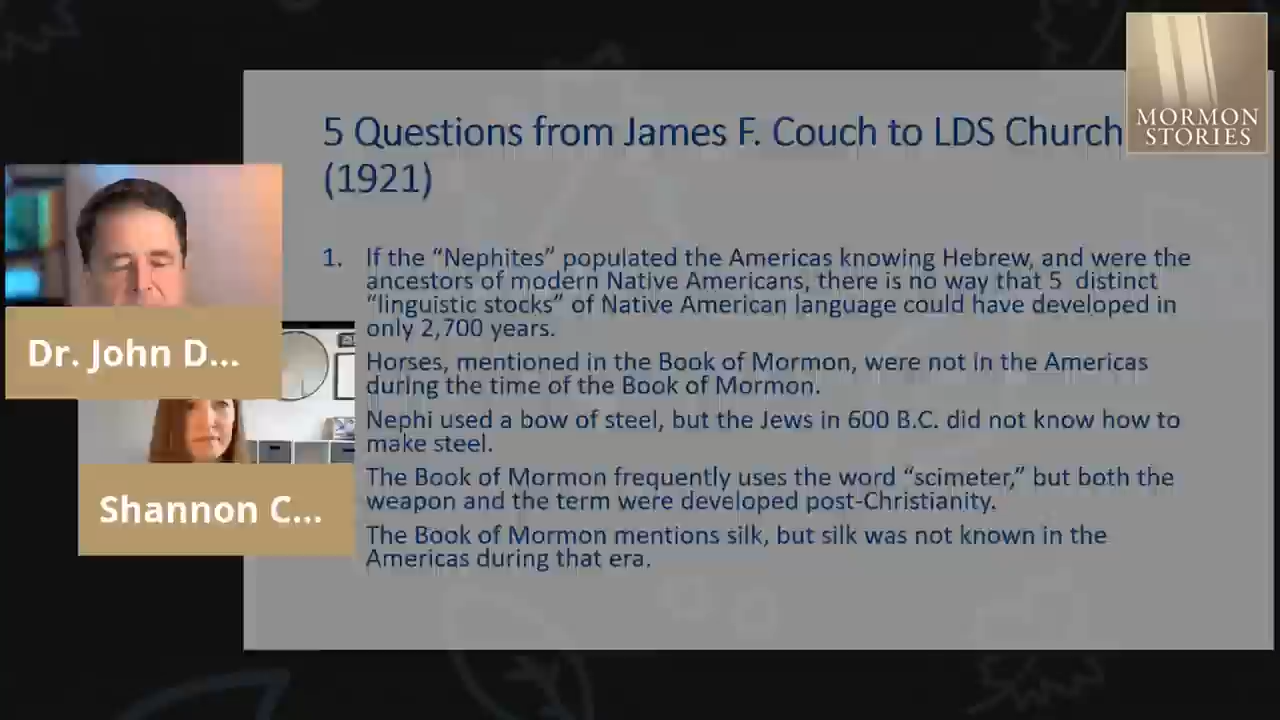 MORMON
STORIES
5 Questions from James F. Couch to LDS Church
(1921)
1. If the “Nephites” populated the Americas knowing Hebrew, and were the
ancestors of modern Native Americans, there is no way that 5 distinct
“linguistic stocks” of Native American language could have developed in
only 2,700 years.
Horses, mentioned in the Book of Mormon, were not in the Americas
during the time of the Book of Mormon.
Nephi used a bow of steel, but the Jews in 600 B.C. did not know how to
make steel.
The Book of Mormon frequently uses the word “scimeter,” but both the
weapon and the term were developed post-Christianity.
The Book of Mormon mentions silk, but silk was not known in the
Americas during that era.
Dr. John D...
Shannon C...